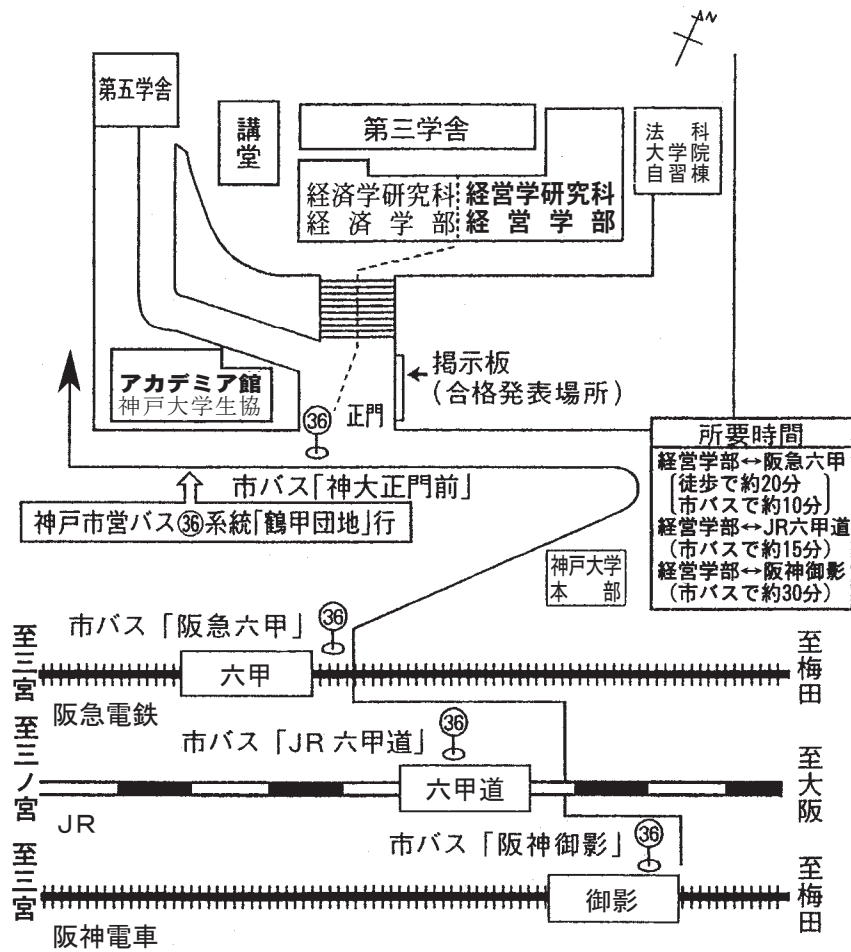 N
第五学舎
講堂
第三学舎
法科
大学院
自習棟
経済学研究科
経済学部
経営学研究科
経営学部
掲示板
(合格発表場所)
アカデミア館
神戸大学生協
㊱
正門
市バス「神大正門前」
神戸市営バス㊱系統「鶴甲団地」行
所要時間
経営学部↔阪急六甲
徒歩で約20分
市バスで約10分
経営学部↔JR六甲道
(市バスで約15分)
経営学部↔阪神御影
(市バスで約30分)
神戸大学
本部
市バス「阪急六甲」
㊱
至三宮
六甲
至梅田
阪急電鉄
市バス「JR六甲道」
㊱
至三ノ宮
六甲道
至大阪
JR
市バス「阪神御影」
㊱
至三宮
御影
至梅田
阪神電車